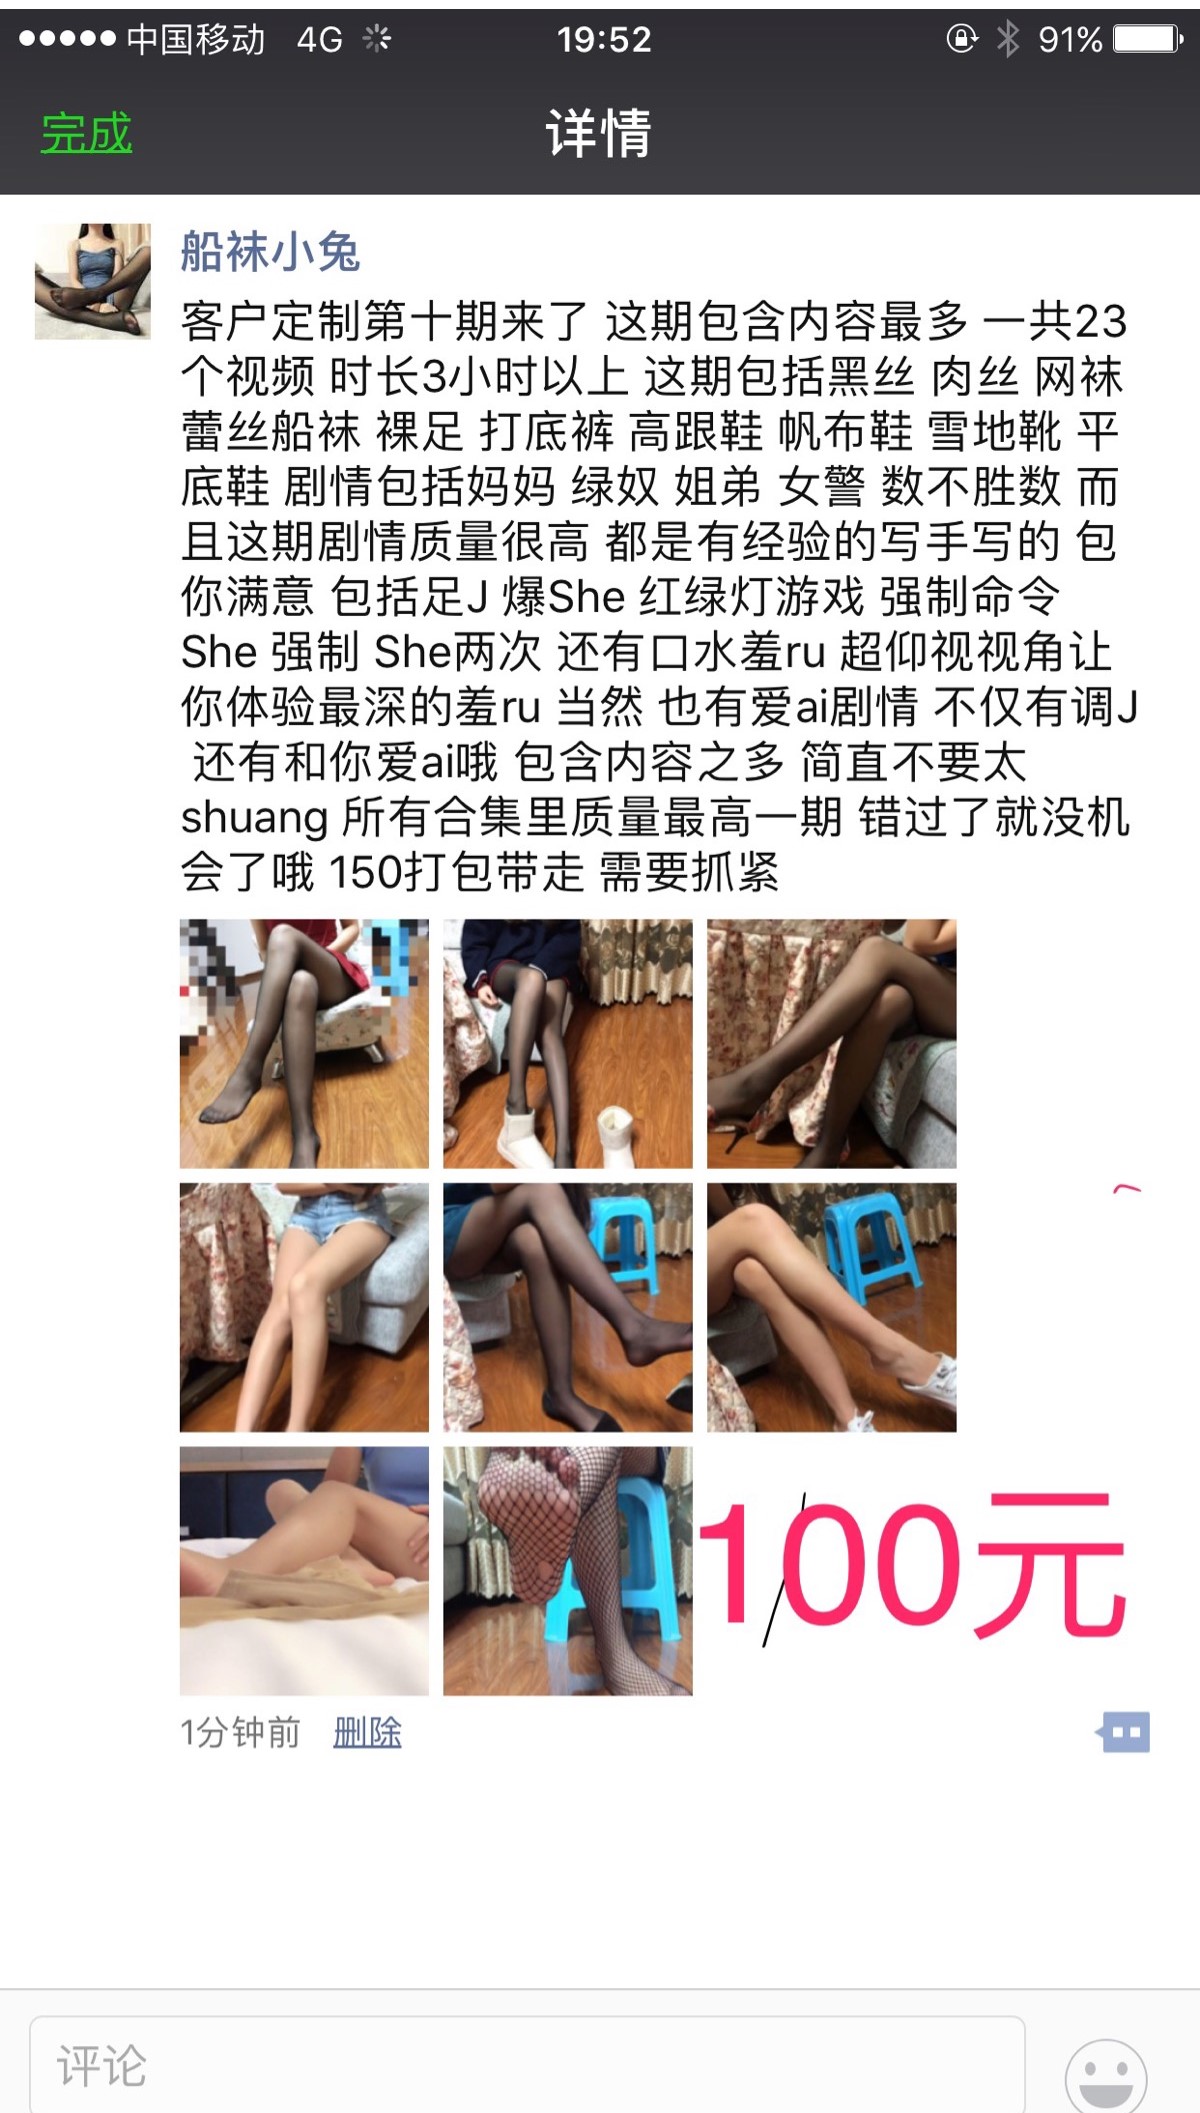 中国移动 4G 19:52 91%
完成 详情
船袜小兔
客户定制第十期来了 这期包含内容最多 一共23
个视频 时长3小时以上 这期包括黑丝 肉丝 网袜
蕾丝船袜 裸足 打底裤 高跟鞋 帆布鞋 雪地靴 平
底鞋 剧情包括妈妈 绿奴 姐弟 女警 数不胜数 而
且这期剧情质量很高 都是有经验的写手写的 包
你满意 包括足J 爆She 红绿灯游戏 强制命令
She 强制 She两次 还有口水羞ru 超仰视视角让
你体验最深的羞ru 当然 也有爱ai剧情 不仅有调J
还有和你爱ai哦 包含内容之多 简直不要太
shuang 所有合集里质量最高一期 错过了就没机
会了哦 150打包带走 需要抓紧
100元
1分钟前 删除
评论